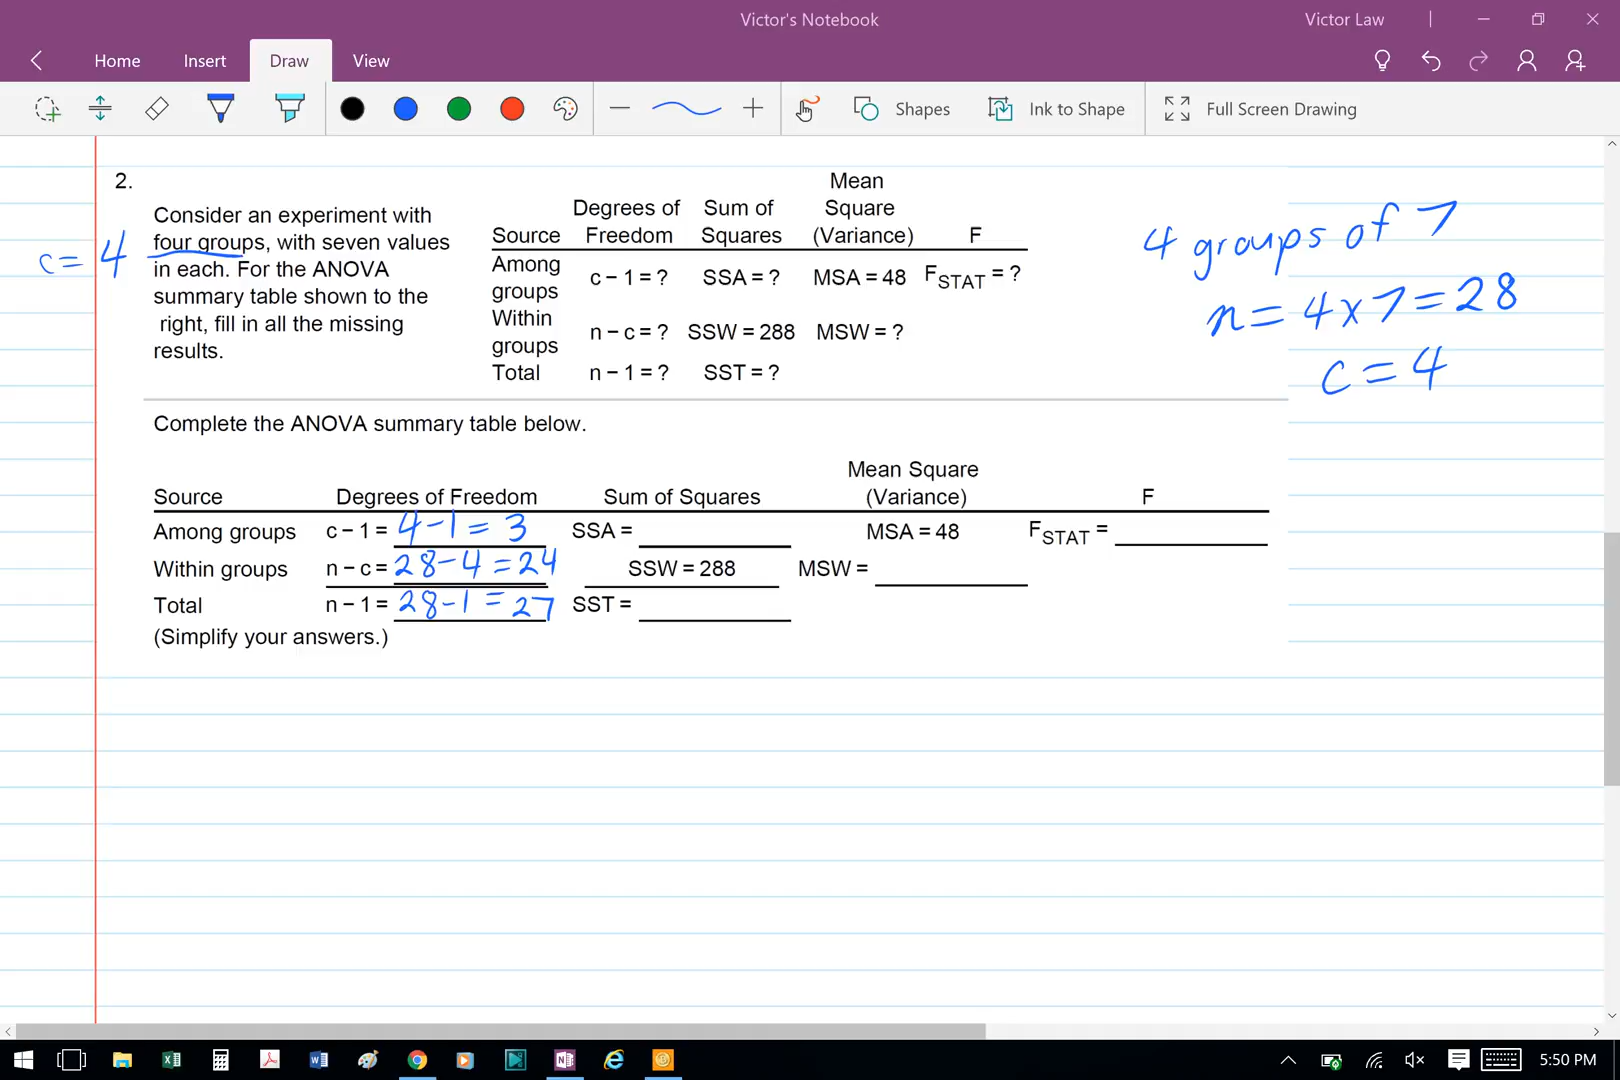 Victor's Notebook
Victor Law
Home Insert Draw View
Shapes Ink to Shape Full Screen Drawing
2.
Consider an experiment with
four groups, with seven values
in each. For the ANOVA
summary table shown to the
right, fill in all the missing
results.
c = 4
Mean
Degrees of Sum of Square
Source Freedom Squares (Variance) F
Among groups c − 1 = ? SSA = ? MSA = 48 FSTAT = ?
Within groups n − c = ? SSW = 288 MSW = ?
Total n − 1 = ? SST = ?
4 groups of 7
n = 4 x 7 = 28
c = 4
Complete the ANOVA summary table below.
Mean Square
Source Degrees of Freedom Sum of Squares (Variance) F
Among groups c − 1 = 4 - 1 = 3 SSA = MSA = 48 FSTAT =
Within groups n − c = 28 - 4 = 24 SSW = 288 MSW =
Total n − 1 = 28 - 1 = 27 SST =
(Simplify your answers.)
5:50 PM